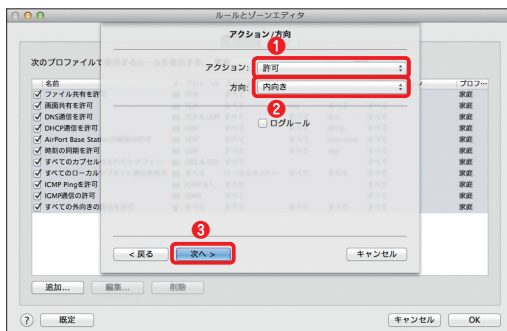 ルールとゾーンエディタ
アクション/方向
次のプロファイルで
1
アクション: 許可
方向: 内向き
2
ログルール
名前
プロフ…
ファイル共有を許 家庭
画面共有を許可 家庭
DNS通信を許可 家庭
DHCP通信を許可 家庭
AirPort Base Stat 家庭
時刻の同期を許可 家庭
すべてのカプセル 家庭
すべてのローカル 家庭
ICMP Pingを許可 家庭
IGMP通信の許可 家庭
すべての外向きの 家庭
3
< 戻る 次へ > キャンセル
追加... 編集... 削除
? 既定 キャンセル OK